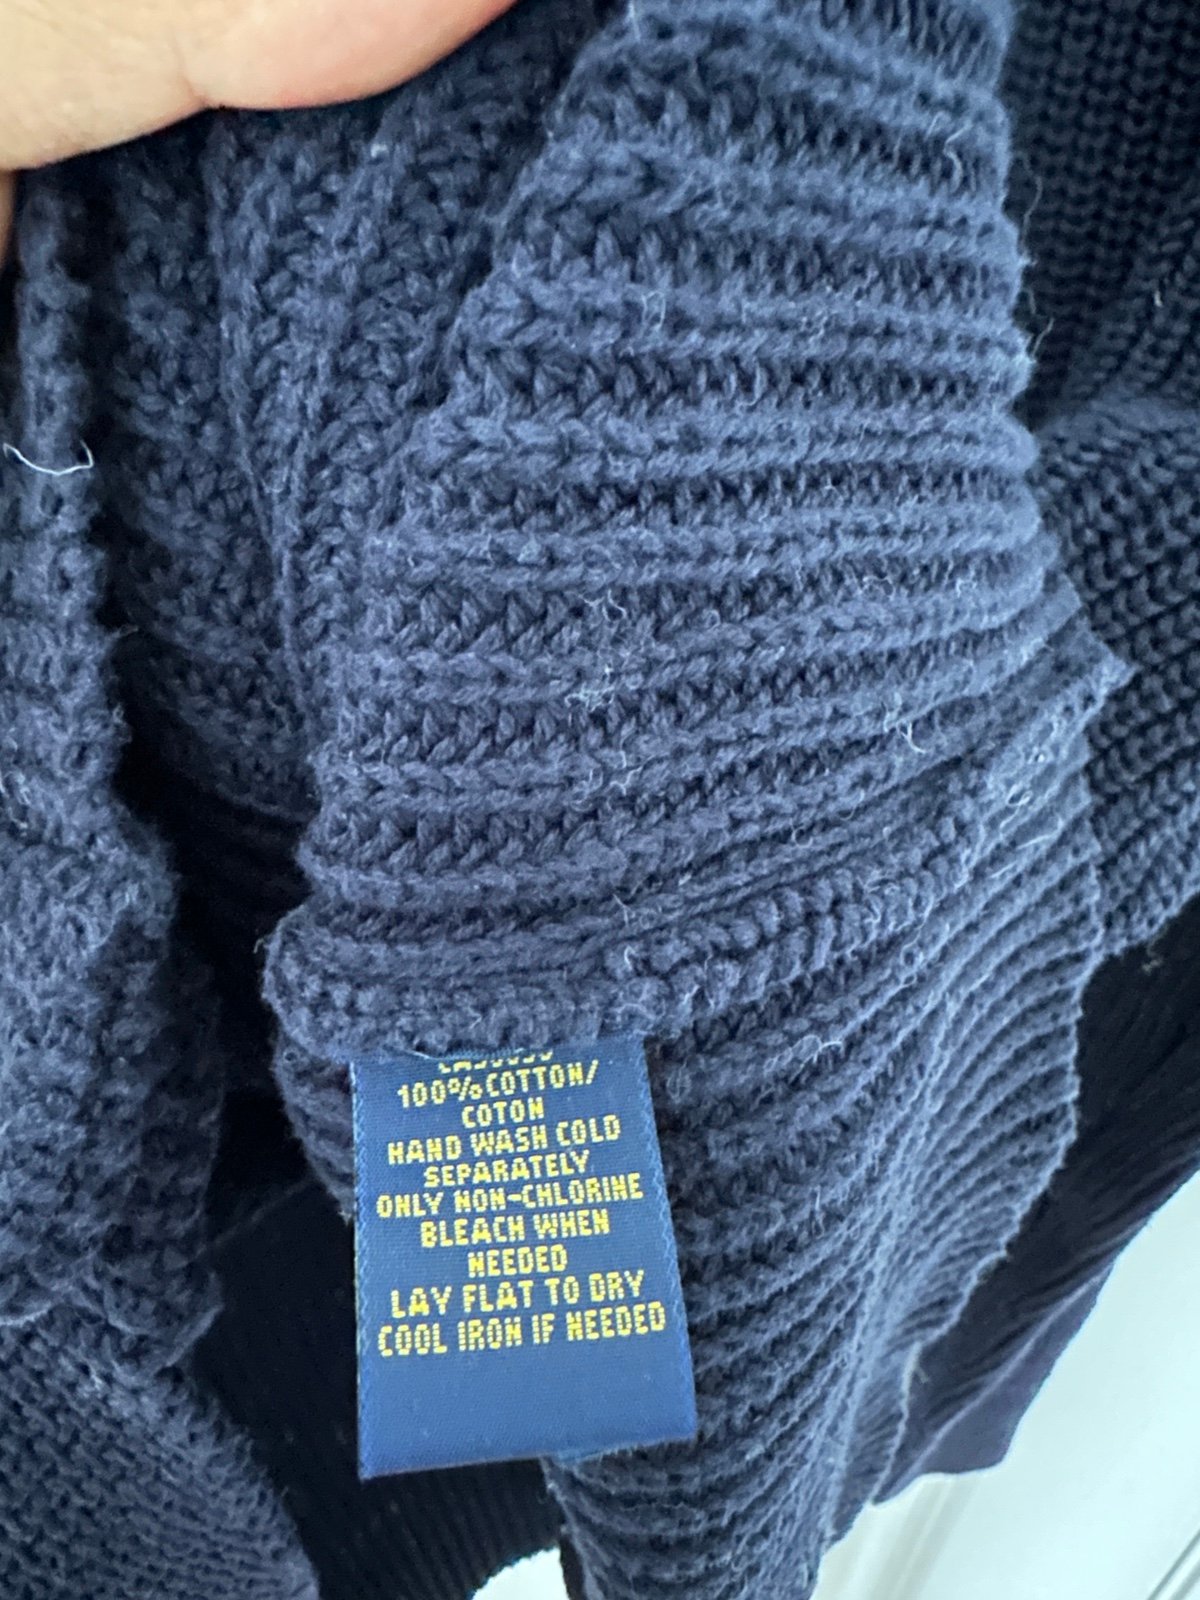 100% COTTON/
COTON
HAND WASH COLD
SEPARATELY
ONLY NON-CHLORINE
BLEACH WHEN
NEEDED
LAY FLAT TO DRY
COOL IRON IF NEEDED